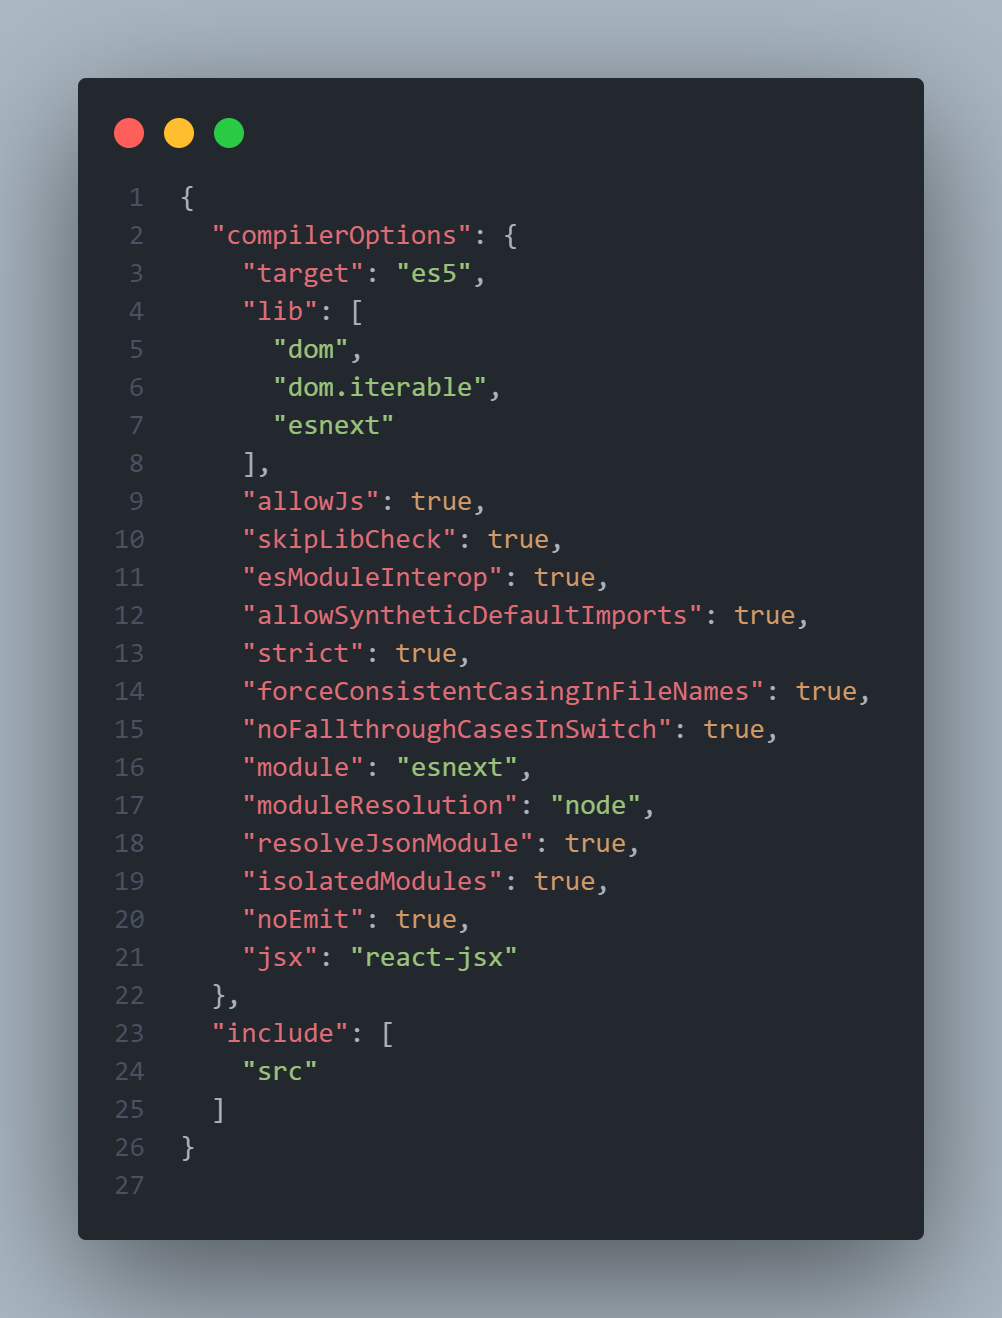 1 {
2   "compilerOptions": {
3     "target": "es5",
4     "lib": [
5       "dom",
6       "dom.iterable",
7       "esnext"
8     ],
9     "allowJs": true,
10     "skipLibCheck": true,
11     "esModuleInterop": true,
12     "allowSyntheticDefaultImports": true,
13     "strict": true,
14     "forceConsistentCasingInFileNames": true,
15     "noFallthroughCasesInSwitch": true,
16     "module": "esnext",
17     "moduleResolution": "node",
18     "resolveJsonModule": true,
19     "isolatedModules": true,
20     "noEmit": true,
21     "jsx": "react-jsx"
22   },
23   "include": [
24     "src"
25   ]
26 }
27